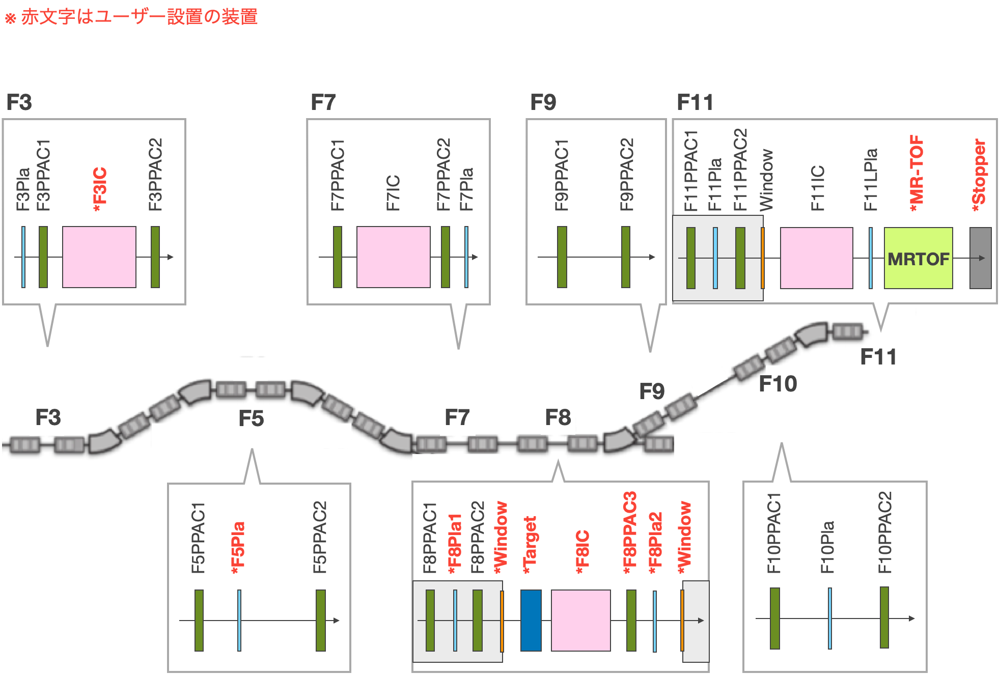 ※ 赤文字はユーザー設置の装置
F3
F3Pla
F3PPAC1
*F3IC
F3PPAC2
F7
F7PPAC1
F7IC
F7PPAC2
F7Pla
F9
F9PPAC1
F9PPAC2
F11
F11PPAC1
F11Pla
F11PPAC2
Window
F11IC
F11LPla
*MR-TOF
*Stopper
MRTOF
F3
F5
F7
F8
F9
F10
F11
F5PPAC1
*F5Pla
F5PPAC2
F8PPAC1
*F8Pla1
F8PPAC2
*Window
*Target
*F8IC
*F8PPAC3
*F8Pla2
*Window
F10PPAC1
F10Pla
F10PPAC2